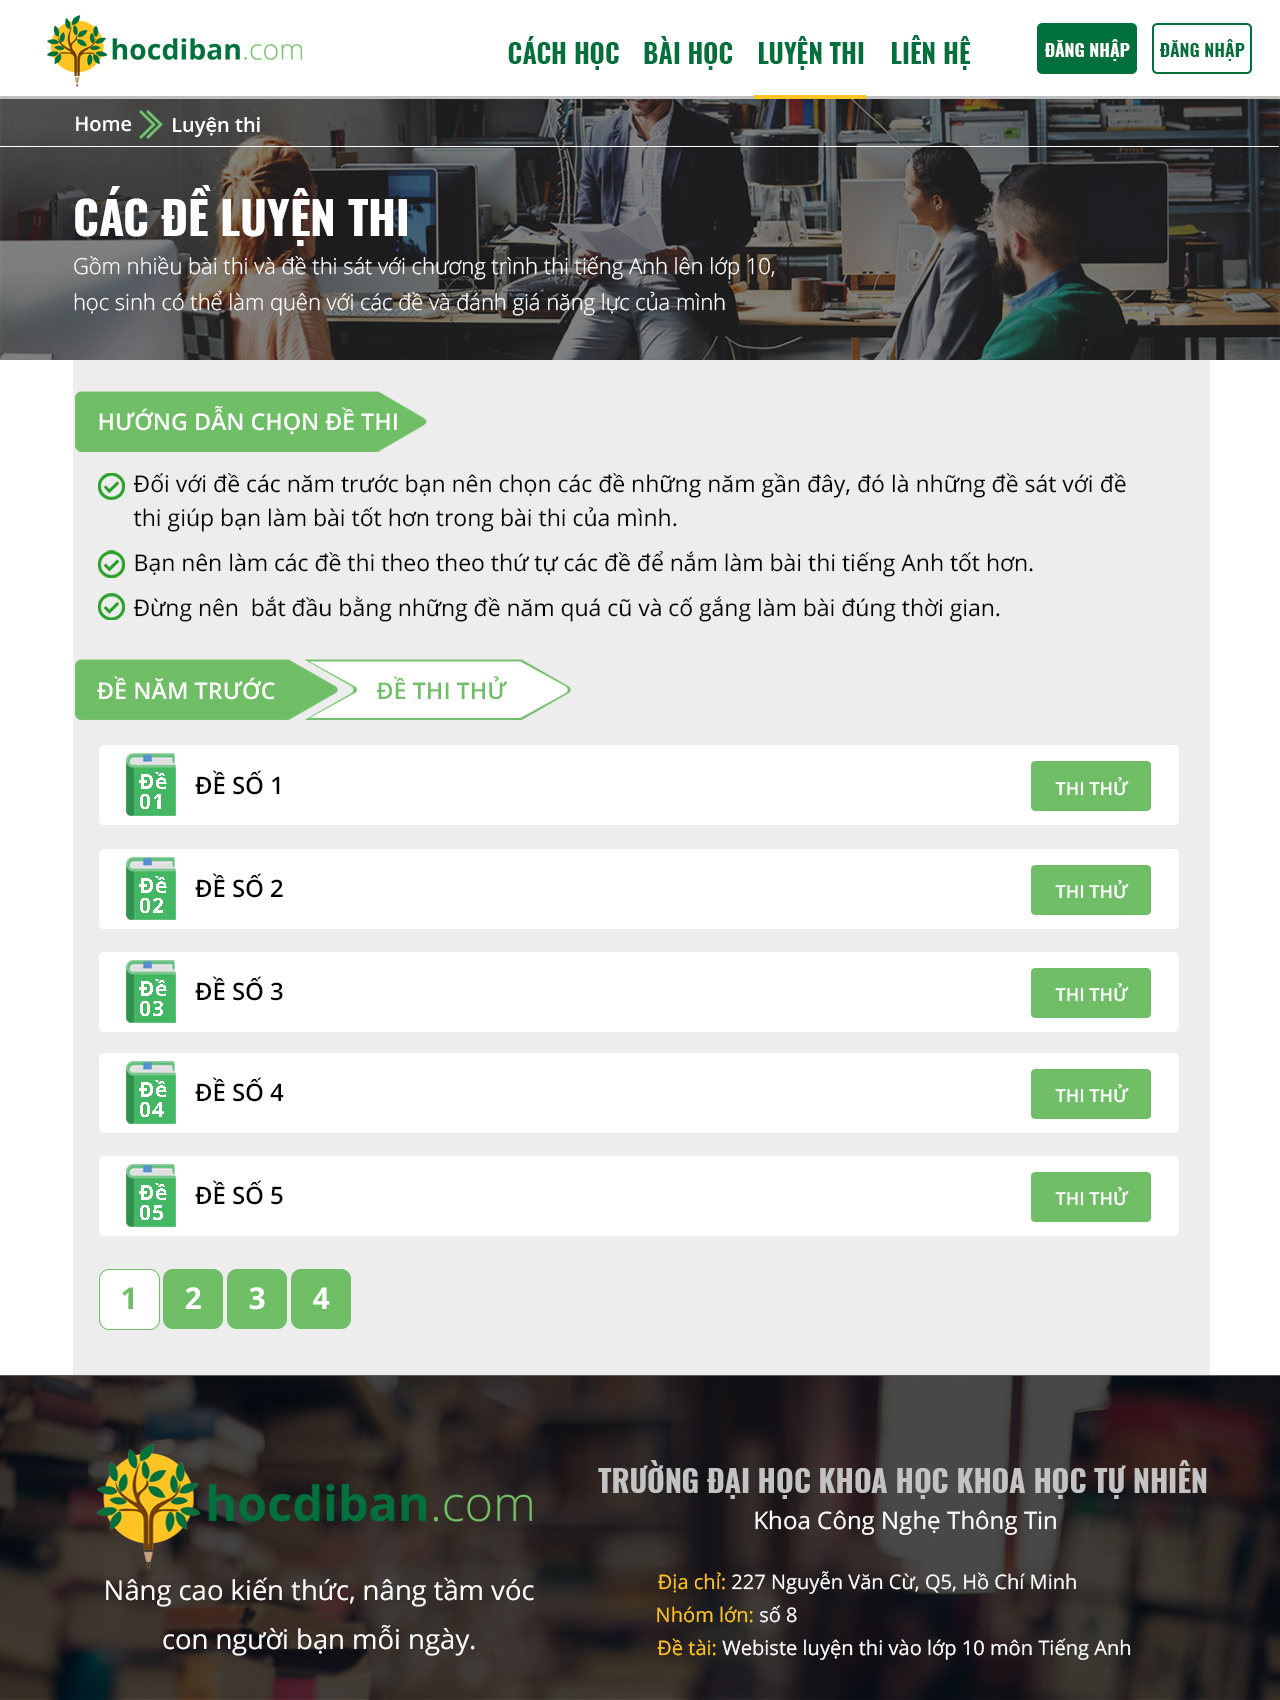 hocdiban.com
CÁCH HỌC BÀI HỌC LUYỆN THI LIÊN HỆ
ĐĂNG NHẬP ĐĂNG NHẬP
Home Luyện thi
CÁC ĐỀ LUYỆN THI
Gồm nhiều bài thi và đề thi sát với chương trình thi tiếng Anh lên lớp 10,
học sinh có thể làm quên với các đề và đánh giá năng lực của mình
HƯỚNG DẪN CHỌN ĐỀ THI
Đối với đề các năm trước bạn nên chọn các đề những năm gần đây, đó là những đề sát với đề
thi giúp bạn làm bài tốt hơn trong bài thi của mình.
Bạn nên làm các đề thi theo theo thứ tự các đề để nắm làm bài thi tiếng Anh tốt hơn.
Đừng nên bắt đầu bằng những đề năm quá cũ và cố gắng làm bài đúng thời gian.
ĐỀ NĂM TRƯỚC ĐỀ THI THỬ
Đề
01
ĐỀ SỐ 1
THI THỬ
Đề
02
ĐỀ SỐ 2
THI THỬ
Đề
03
ĐỀ SỐ 3
THI THỬ
Đề
04
ĐỀ SỐ 4
THI THỬ
Đề
05
ĐỀ SỐ 5
THI THỬ
1 2 3 4
hocdiban.com
Nâng cao kiến thức, nâng tầm vóc
con người bạn mỗi ngày.
TRƯỜNG ĐẠI HỌC KHOA HỌC KHOA HỌC TỰ NHIÊN
Khoa Công Nghẹ Thông Tin
Địa chỉ: 227 Nguyễn Văn Cừ, Q5, Hồ Chí Minh
Nhóm lớn: số 8
Đề tài: Webiste luyện thi vào lớp 10 môn Tiếng Anh